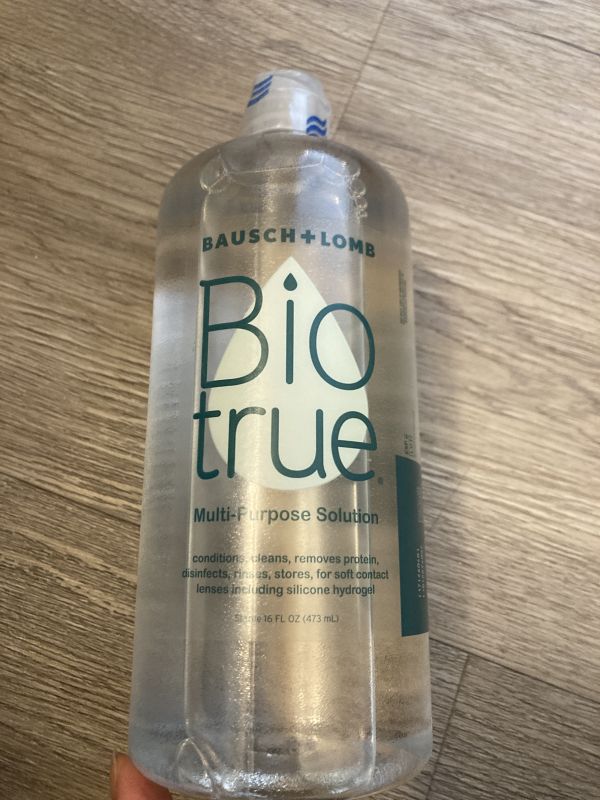 BAUSCH+LOMB
Bio
true®
Multi-Purpose Solution
conditions, cleans, removes protein,
disinfects, rinses, stores, for soft contact
lenses including silicone hydrogel
Sterile 16 FL OZ (473 mL)